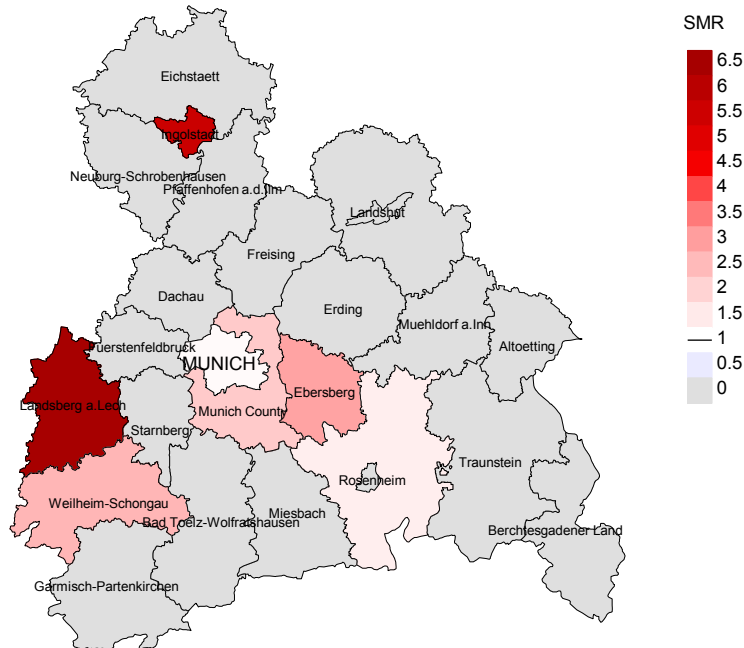 SMR
6.5
6
5.5
5
4.5
4
3.5
3
2.5
2
1.5
1
0.5
0
Eichstaett
Ingolstadt
Neuburg-Schrobenhausen
Pfaffenhofen a.d.Ilm
Landshut
Freising
Dachau
Erding
Muehldorf a.Inn
Altoetting
Fuerstenfeldbruck
MUNICH
Ebersberg
Landsberg a.Lech
Munich County
Starnberg
Traunstein
Rosenheim
Weilheim-Schongau
Miesbach
Bad Toelz-Wolfratshausen
Berchtesgadener Land
Garmisch-Partenkirchen